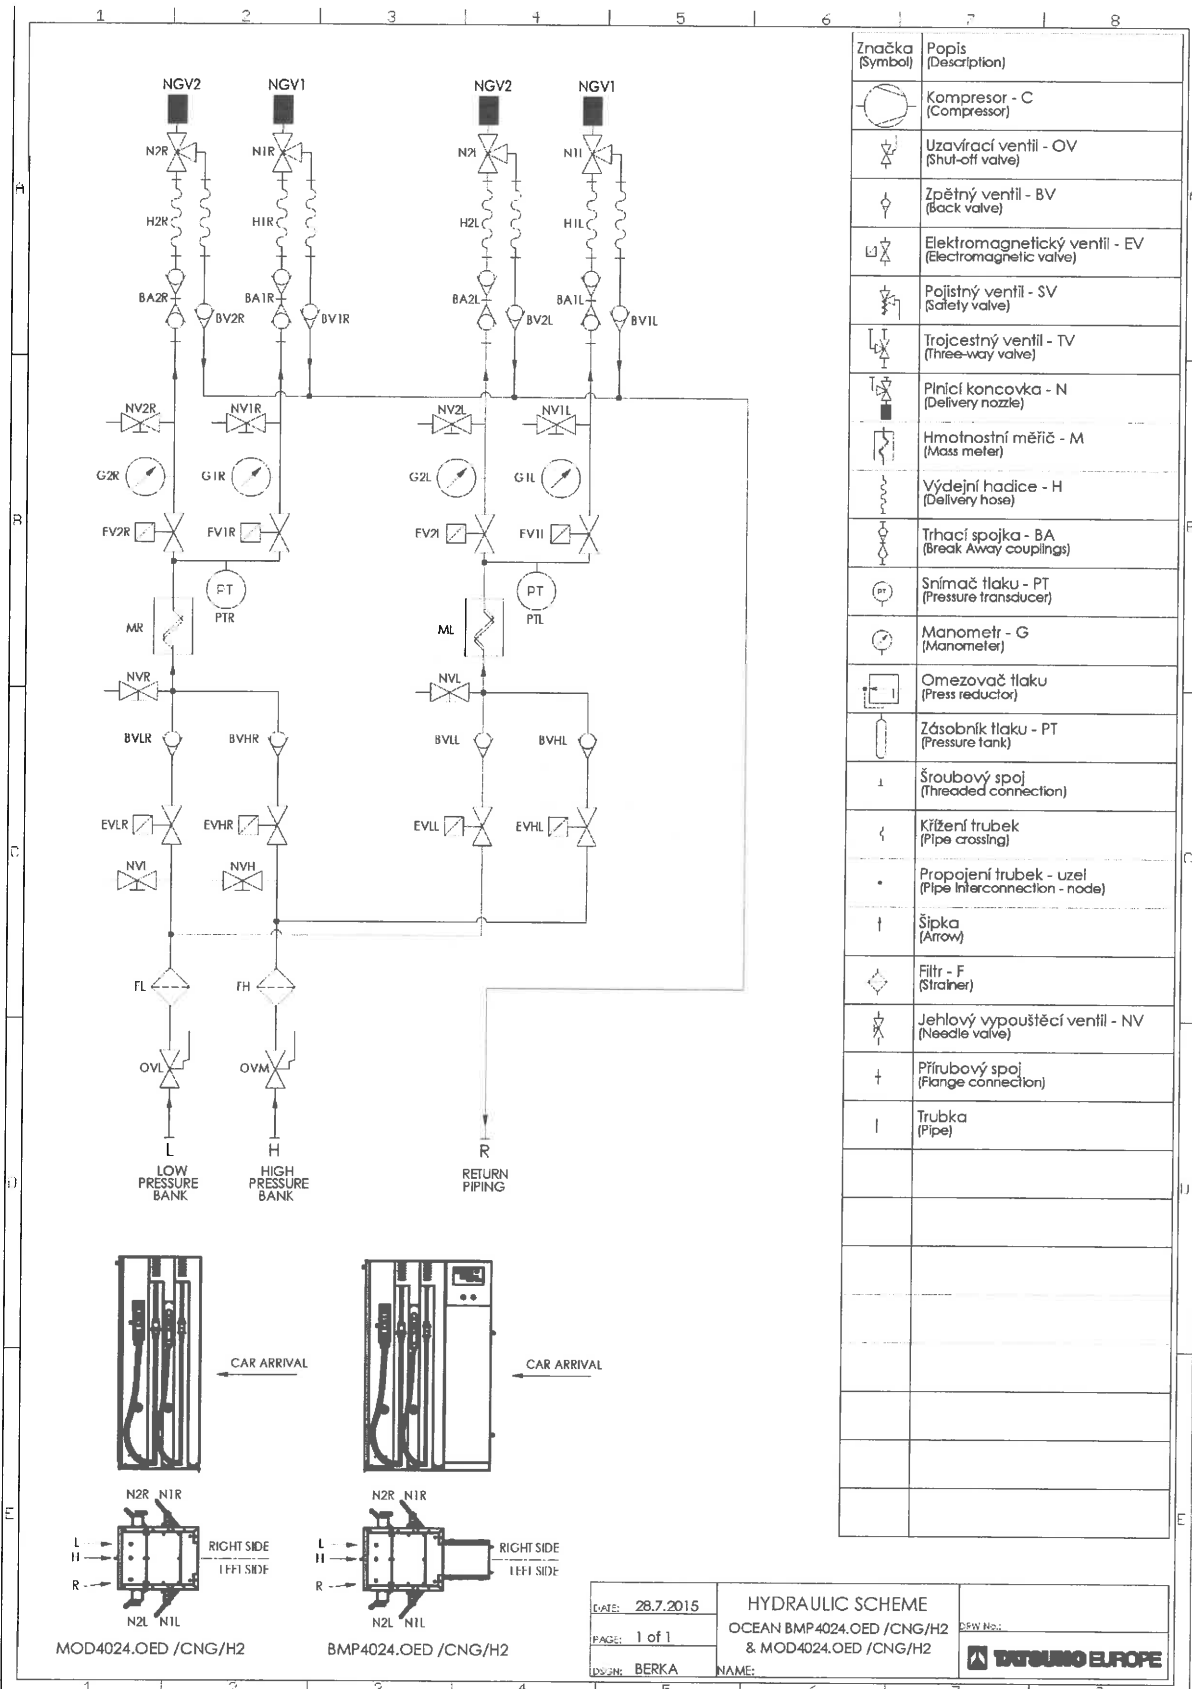 1 2 3 4 5 6 7 8
NGV2 NGV1 NGV2 NGV1
N2R N1R N2L N1L
H2R H1R H2L H1L
BA2R BA1R BA2L BA1L
BV2R BV1R BV2L BV1L
NV2R NV1R NV2L NV1L
G2R G1R G2L G1L
EV2R EV1R EV2L EV1L
PT PT
PTR PTL
MR ML
NVR NVL
BVLR BVHR BVLL BVHL
EVLR EVHR EVLL EVHL
NVL NVH
FL FH
OVL OVM
L H R
LOW
PRESSURE
BANK
HIGH
PRESSURE
BANK
RETURN
PIPING
Značka
(Symbol)
Popis
(Description)
Kompresor - C
(Compressor)
Uzavírací ventil - OV
(Shut-off valve)
Zpětný ventil - BV
(Back valve)
Elektromagnetický ventil - EV
(Electromagnetic valve)
Pojistný ventil - SV
(Safety valve)
Trojcestný ventil - TV
(Three-way valve)
Plnicí koncovka - N
(Delivery nozzle)
Hmotnostní měřič - M
(Mass meter)
Výdejní hadice - H
(Delivery hose)
Trhací spojka - BA
(Break Away couplings)
PT
Snímač tlaku - PT
(Pressure transducer)
Manometr - G
(Manometer)
Omezovač tlaku
(Press reductor)
Zásobník tlaku - PT
(Pressure tank)
Šroubový spoj
(Threaded connection)
Křížení trubek
(Pipe crossing)
Propojení trubek - uzel
(Pipe Interconnection - node)
Šipka
(Arrow)
Filtr - F
(Strainer)
Jehlový vypouštěcí ventil - NV
(Needle valve)
Přírubový spoj
(Flange connection)
Trubka
(Pipe)
CAR ARRIVAL
CAR ARRIVAL
N2R N1R
L
H
R
RIGHT SIDE
LEFT SIDE
N2L N1L
MOD4024.OED /CNG/H2
N2R N1R
L
H
R
RIGHT SIDE
LEFT SIDE
N2L N1L
BMP4024.OED /CNG/H2
DATE: 28.7.2015
PAGE: 1 of 1
DSGN: BERKA
HYDRAULIC SCHEME
OCEAN BMP4024.OED /CNG/H2
& MOD4024.OED /CNG/H2
NAME:
DRW No.:
TATSUNO EUROPE